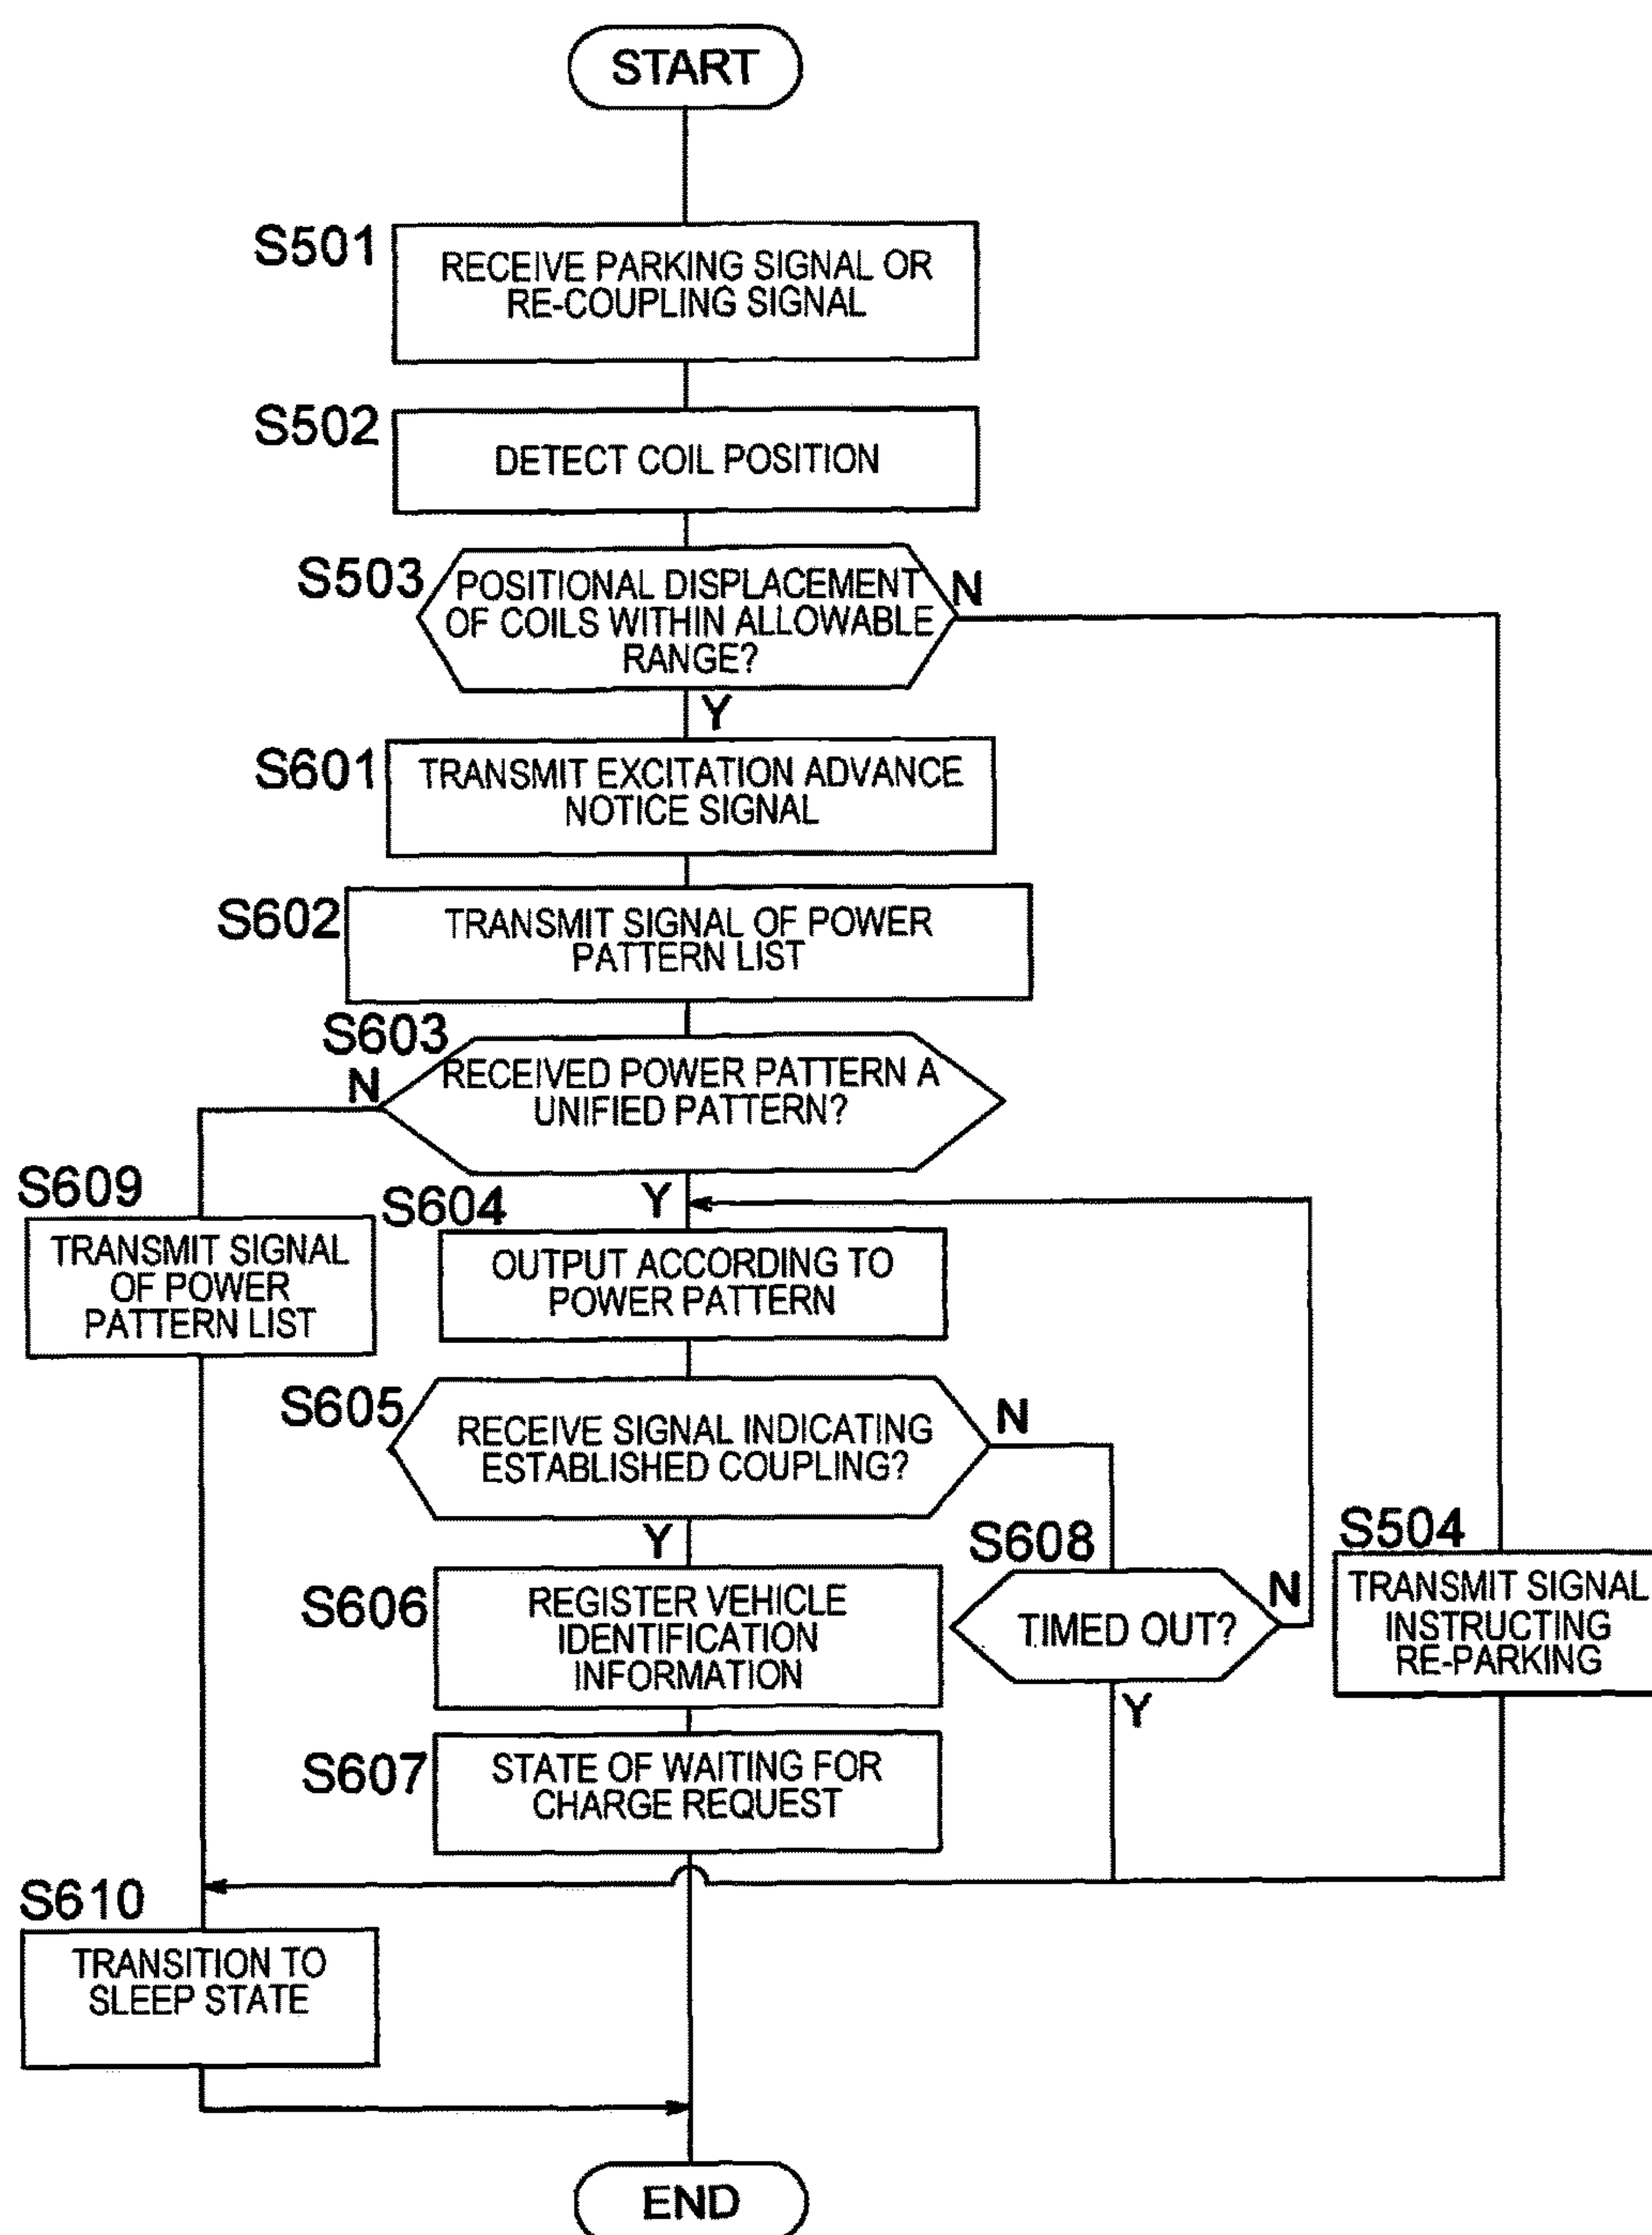 START
S501
RECEIVE PARKING SIGNAL OR
RE-COUPLING SIGNAL
S502
DETECT COIL POSITION
S503
POSITIONAL DISPLACEMENT
OF COILS WITHIN ALLOWABLE
RANGE?
N
Y
S601
TRANSMIT EXCITATION ADVANCE
NOTICE SIGNAL
S602
TRANSMIT SIGNAL OF POWER
PATTERN LIST
S603
RECEIVED POWER PATTERN A
UNIFIED PATTERN?
N
Y
S609
TRANSMIT SIGNAL
OF POWER
PATTERN LIST
S604
OUTPUT ACCORDING TO
POWER PATTERN
S605
RECEIVE SIGNAL INDICATING
ESTABLISHED COUPLING?
N
Y
S608
TIMED OUT?
N
Y
S504
TRANSMIT SIGNAL
INSTRUCTING
RE-PARKING
S606
REGISTER VEHICLE
IDENTIFICATION
INFORMATION
S607
STATE OF WAITING FOR
CHARGE REQUEST
S610
TRANSITION TO
SLEEP STATE
END